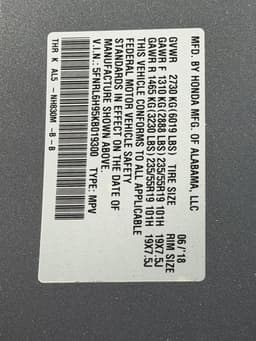 MFD. BY HONDA MFG. OF ALABAMA, LLC 06/'18
GVWR 2730 KG(6019 LBS) TIRE SIZE RIM SIZE
GAWR F 1310 KG(2888 LBS) 235/55R19 101H 19X7.5J
GAWR R 1465 KG(3230 LBS) 235/55R19 101H 19X7.5J
THIS VEHICLE CONFORMS TO ALL APPLICABLE
FEDERAL MOTOR VEHICLE SAFETY
STANDARDS IN EFFECT ON THE DATE OF
MANUFACTURE SHOWN ABOVE.
V.I.N.: 5FNRL6H95KB019300 TYPE: MPV
THR K AL5 - NH830M -B - B